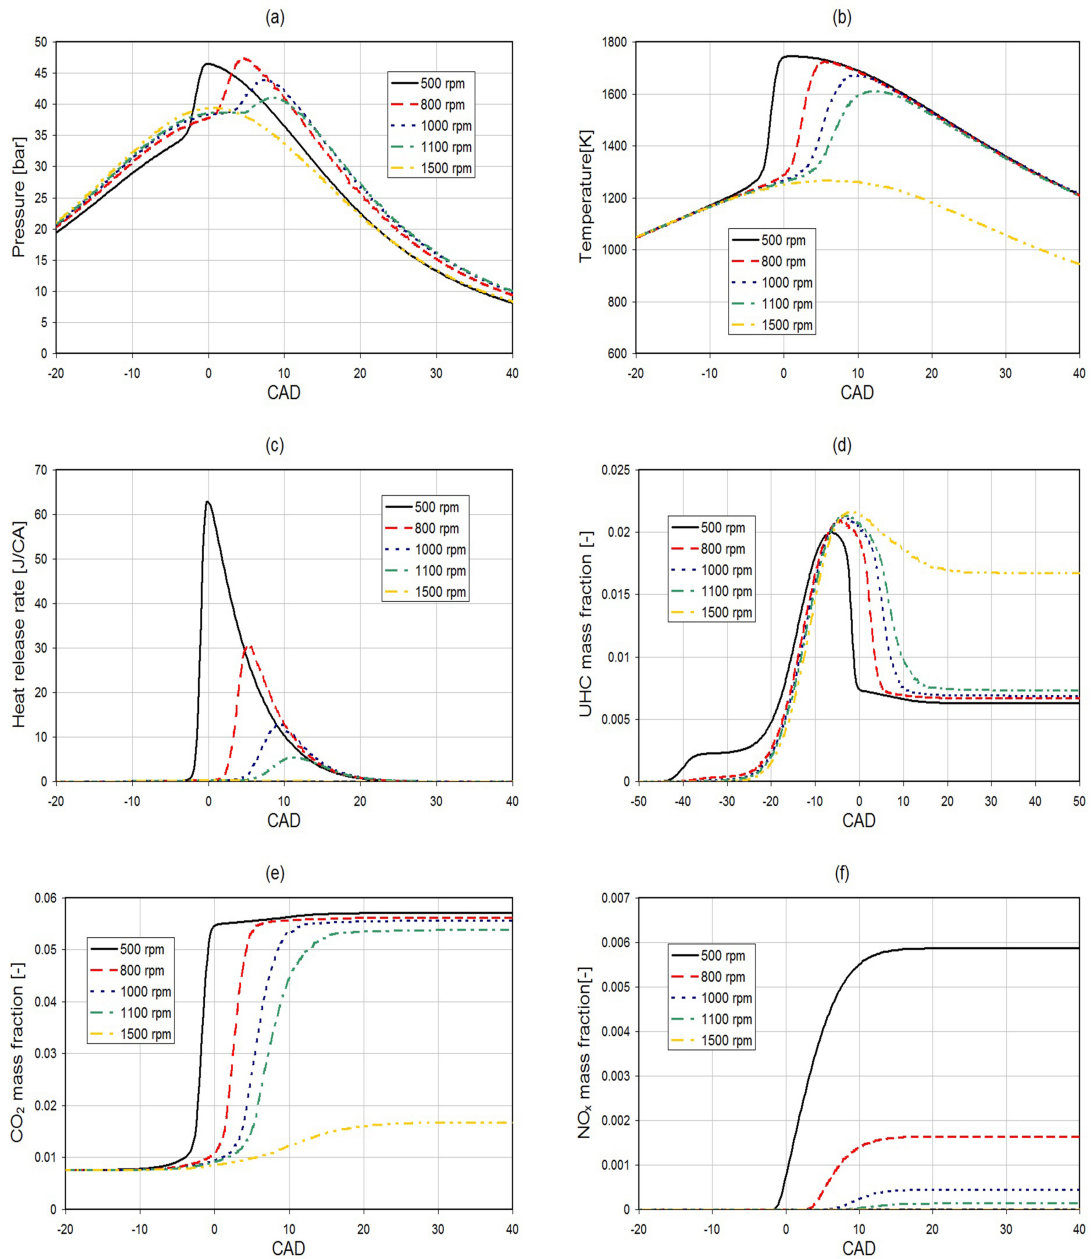 (a)
Pressure [bar]
50
45
40
35
30
25
20
15
10
5
0
500 rpm
800 rpm
1000 rpm
1100 rpm
1500 rpm
-20 -10 0 10 20 30 40
CAD
(b)
Temperature[K]
1800
1600
1400
1200
1000
1800
600
500 rpm
800 rpm
1000 rpm
1100 rpm
1500 rpm
-20 -10 0 10 20 30 40
CAD
(c)
Heat release rate [J/CA]
70
60
50
40
30
20
10
0
500 rpm
800 rpm
1000 rpm
1100 rpm
1500 rpm
-20 -10 0 10 20 30 40
CAD
(d)
UHC mass fraction [-]
0.025
0.02
0.015
0.01
0.005
0
500 rpm
800 rpm
1000 rpm
1100 rpm
1500 rpm
-50 -40 -30 -20 -10 0 10 20 30 40 50
CAD
(e)
CO₂ mass fraction [-]
0.06
0.05
0.04
0.03
0.02
0.01
0
500 rpm
800 rpm
1000 rpm
1100 rpm
1500 rpm
-20 -10 0 10 20 30 40
CAD
(f)
NOₓ mass fraction[-]
0.007
0.006
0.005
0.004
0.003
0.002
0.001
0
500 rpm
800 rpm
1000 rpm
1100 rpm
1500 rpm
-20 -10 0 10 20 30 40
CAD